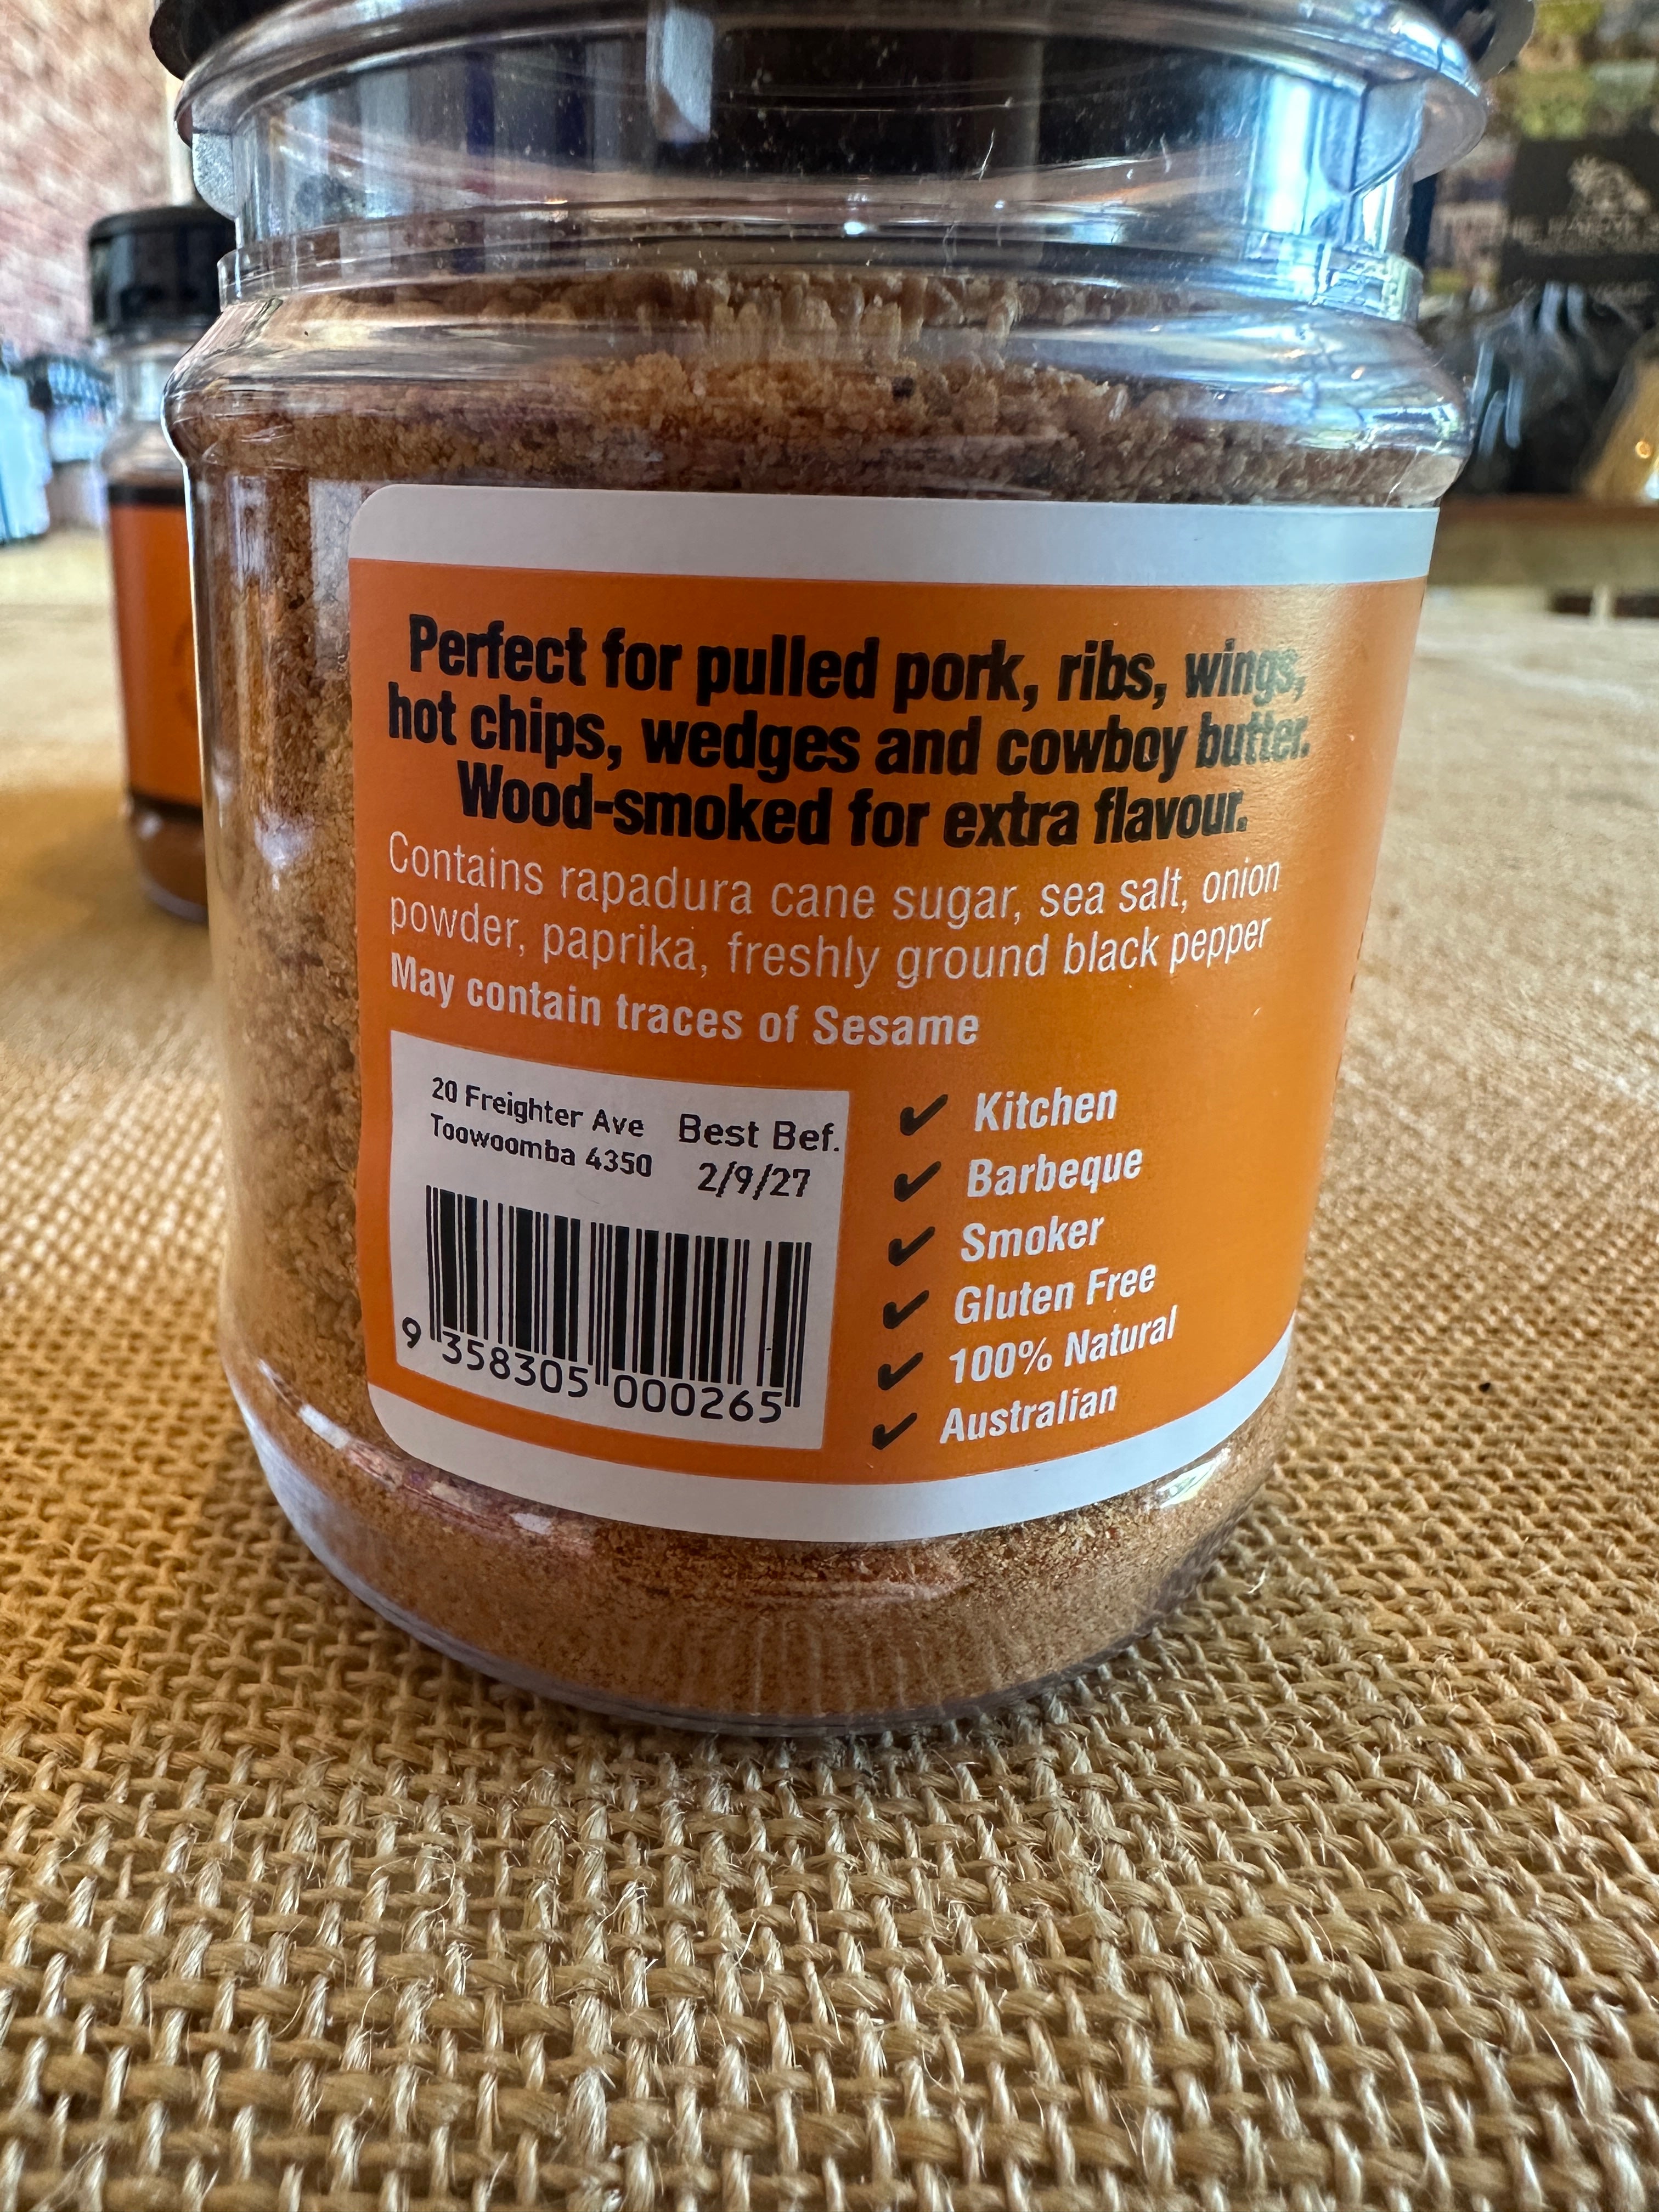 Perfect for pulled pork, ribs, wings,
hot chips, wedges and cowboy butter.
Wood-smoked for extra flavour.
Contains rapadura cane sugar, sea salt, onion
powder, paprika, freshly ground black pepper
May contain traces of Sesame
20 Freighter Ave
Toowoomba 4350
Best Bef.
2/9/27
9 358305 000265
✔ Kitchen
✔ Barbeque
✔ Smoker
✔ Gluten Free
✔ 100% Natural
✔ Australian